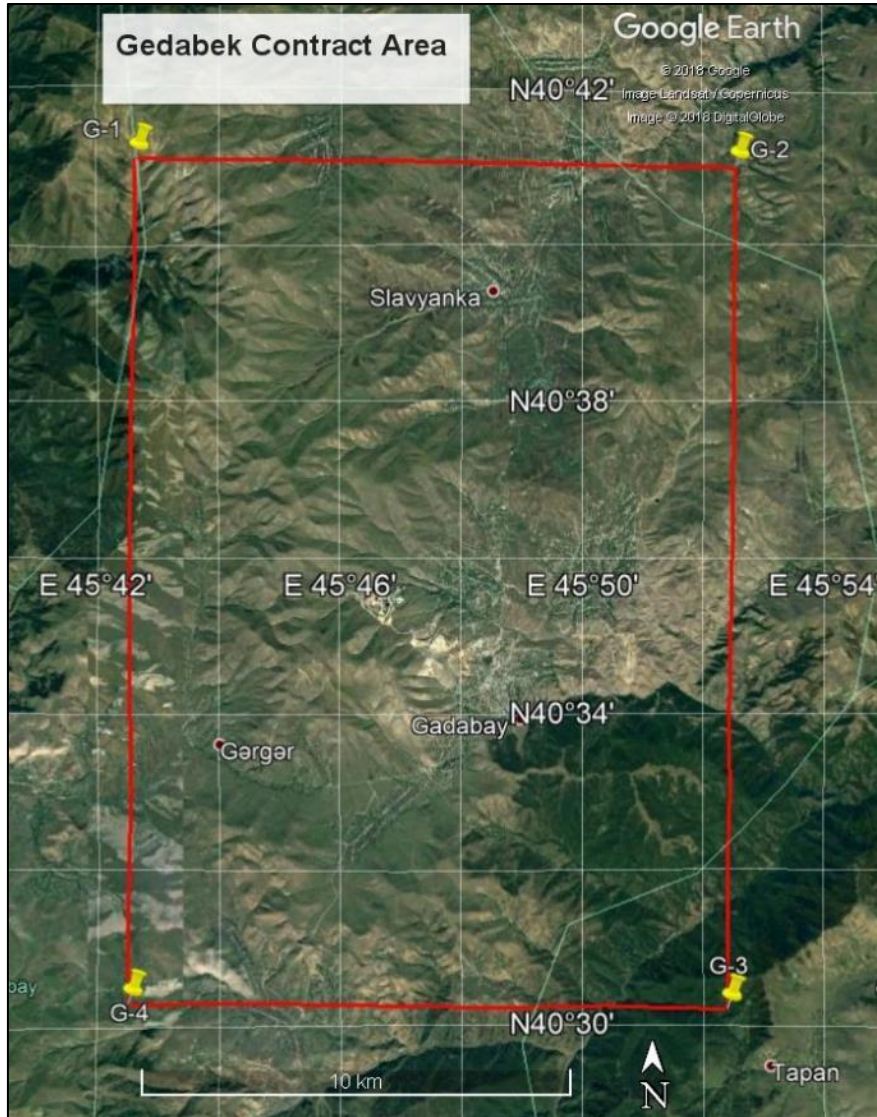 Gedabek Contract Area
Google Earth
© 2018 Google
Image Landsat / Copernicus
Image © 2018 DigitalGlobe
N40°42'
G-1
G-2
Slavyanka
N40°38'
E 45°42'
E 45°46'
E 45°50'
E 45°54'
N40°34'
Gadabay
Gərgər
G-3
bay
G-4
N40°30'
10 km
Tapan
N